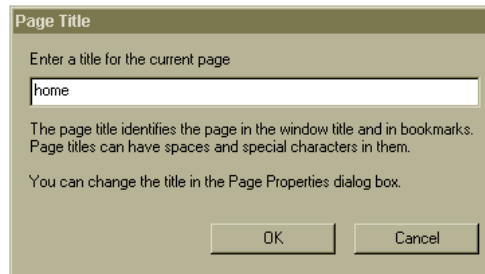 Page Title
Enter a title for the current page
home
The page title identifies the page in the window title and in bookmarks.
Page titles can have spaces and special characters in them.
You can change the title in the Page Properties dialog box.
OK Cancel